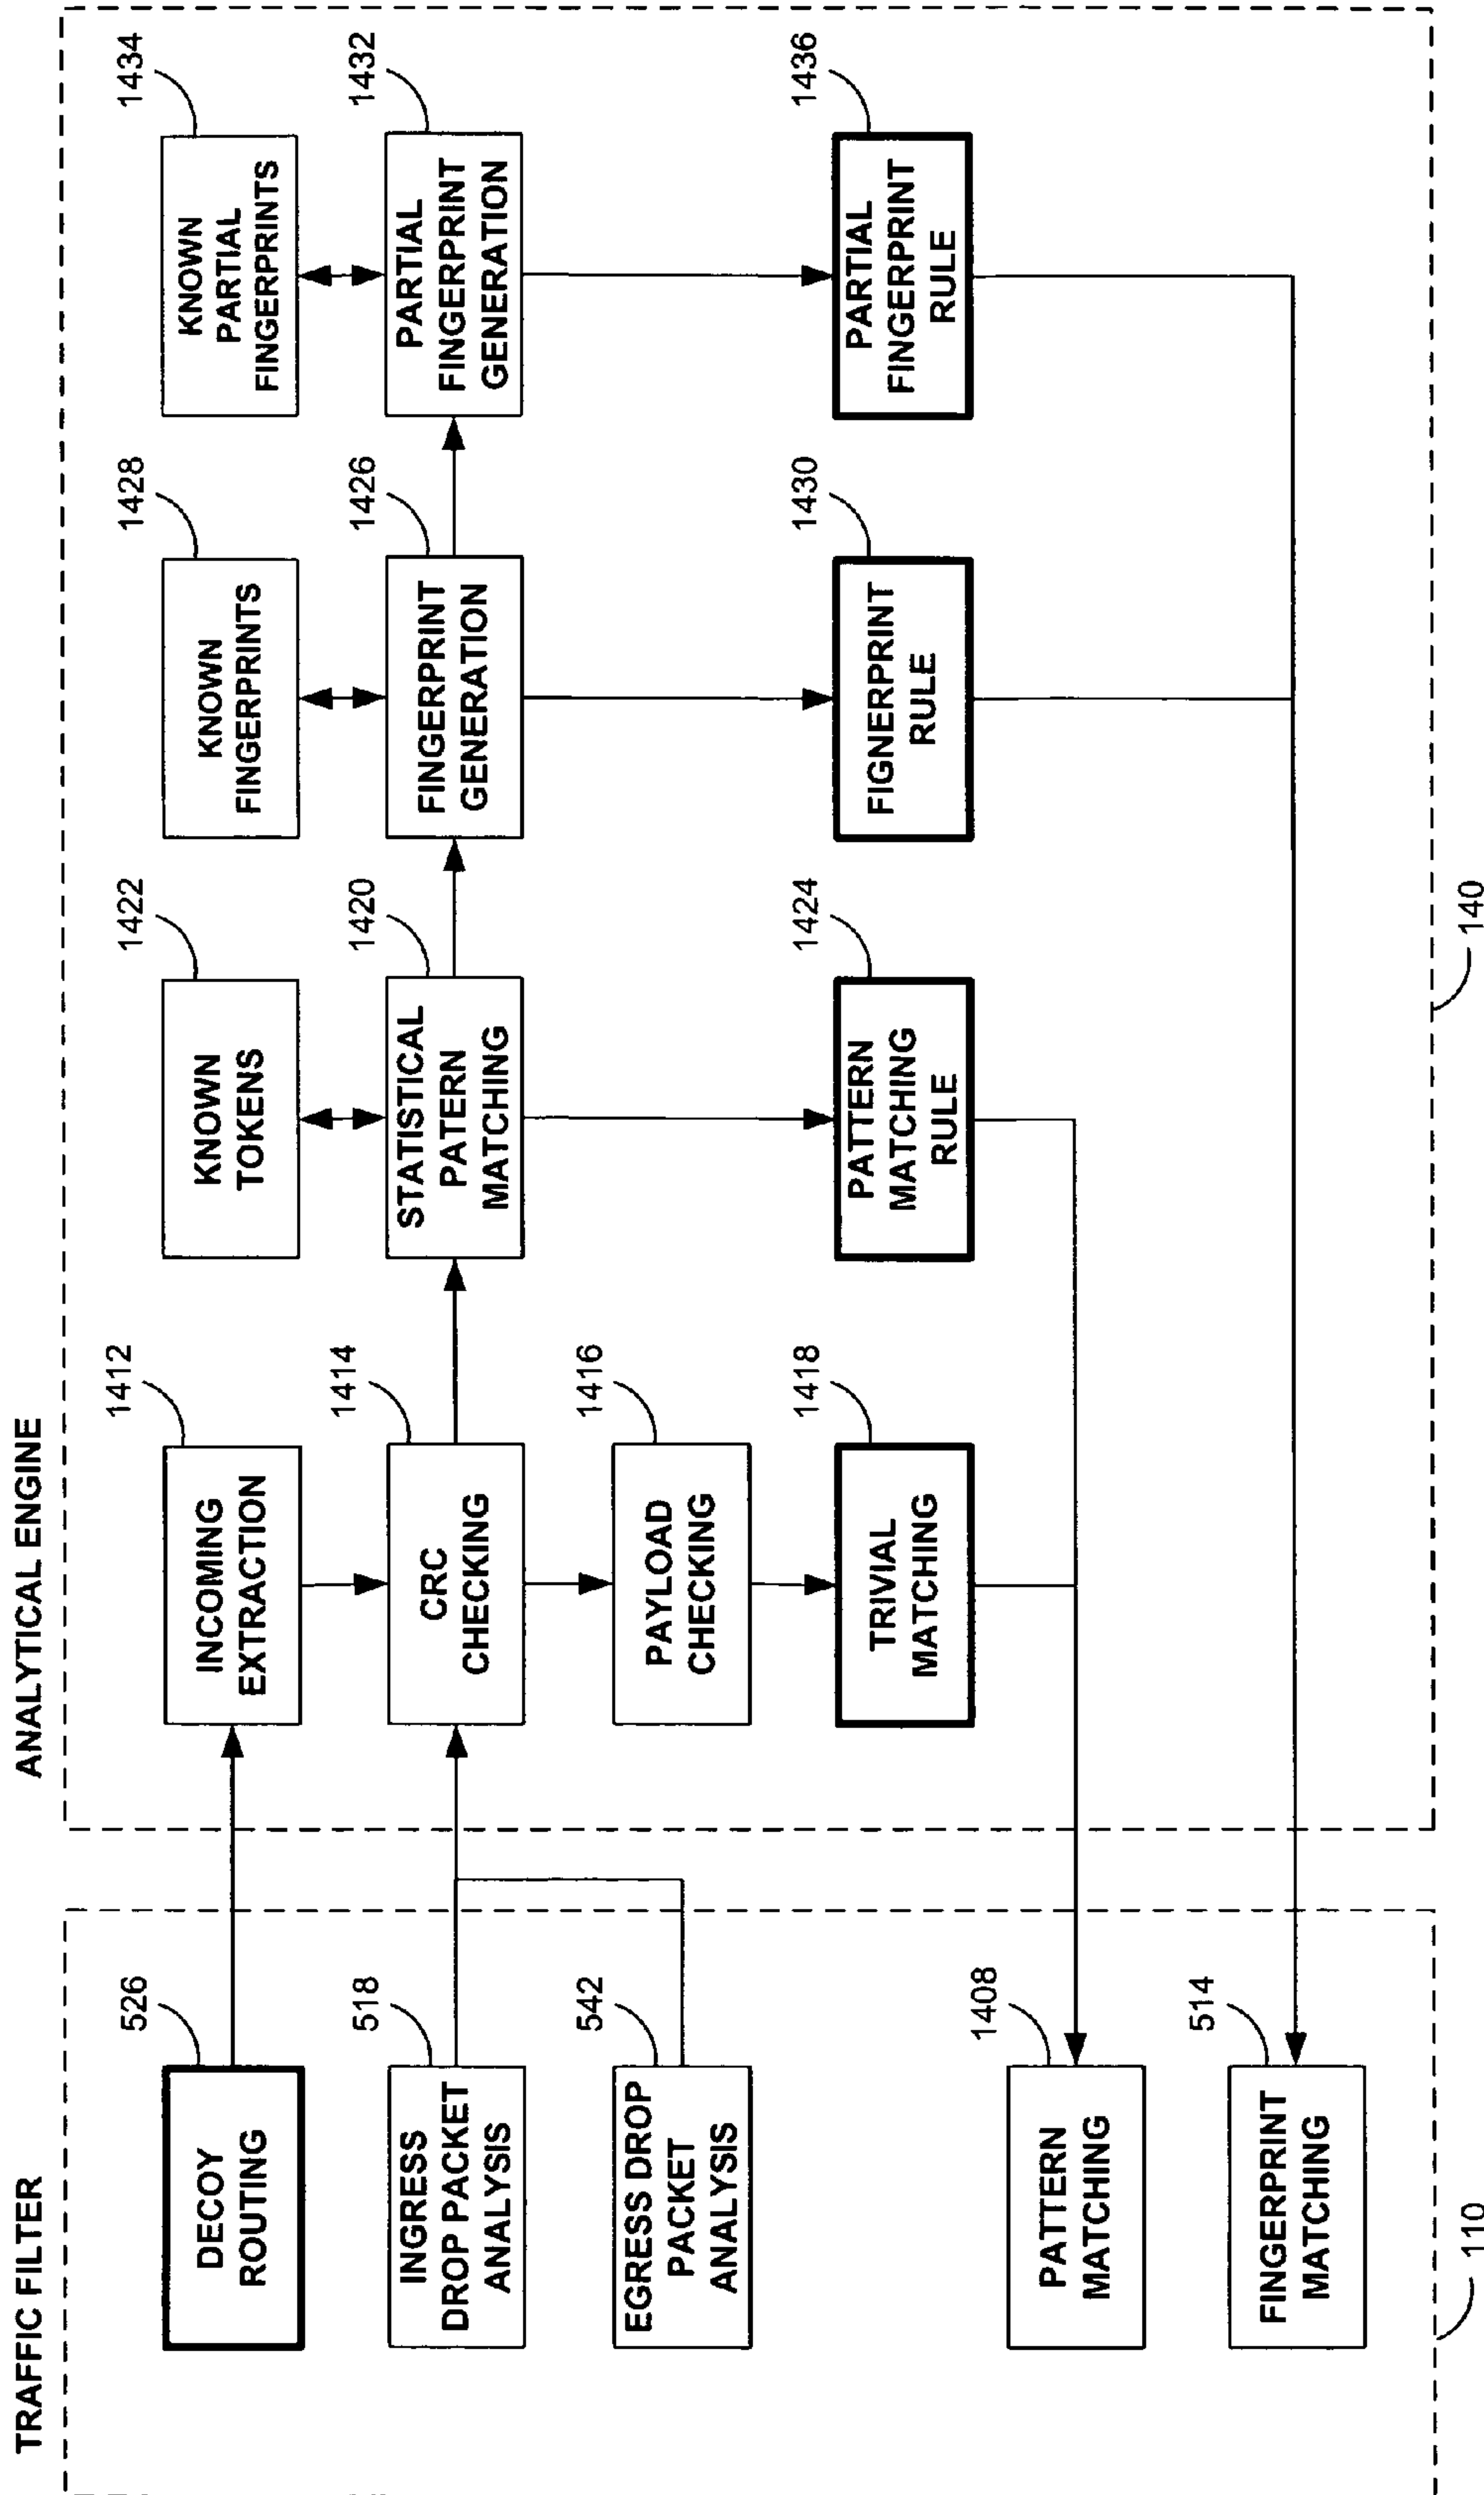 TRAFFIC FILTER
ANALYTICAL ENGINE
526
DECOY
ROUTING
518
INGRESS
DROP PACKET
ANALYSIS
542
EGRESS DROP
PACKET
ANALYSIS
1408
PATTERN
MATCHING
514
FINGERPRINT
MATCHING
110
1412
INCOMING
EXTRACTION
1414
CRC
CHECKING
1416
PAYLOAD
CHECKING
1418
TRIVIAL
MATCHING
1422
KNOWN
TOKENS
1420
STATISTICAL
PATERN
MATCHING
1424
PATTERN
MATCHING
RULE
1428
KNOWN
FINGERPRINTS
1426
FINGERPRINT
GENERATION
1430
FIGNERPRINT
RULE
1434
KNOWN
PARTIAL
FINGERPRINTS
1432
PARTIAL
FINGERPRINT
GENERATION
1436
PARTIAL
FINGERPRINT
RULE
140